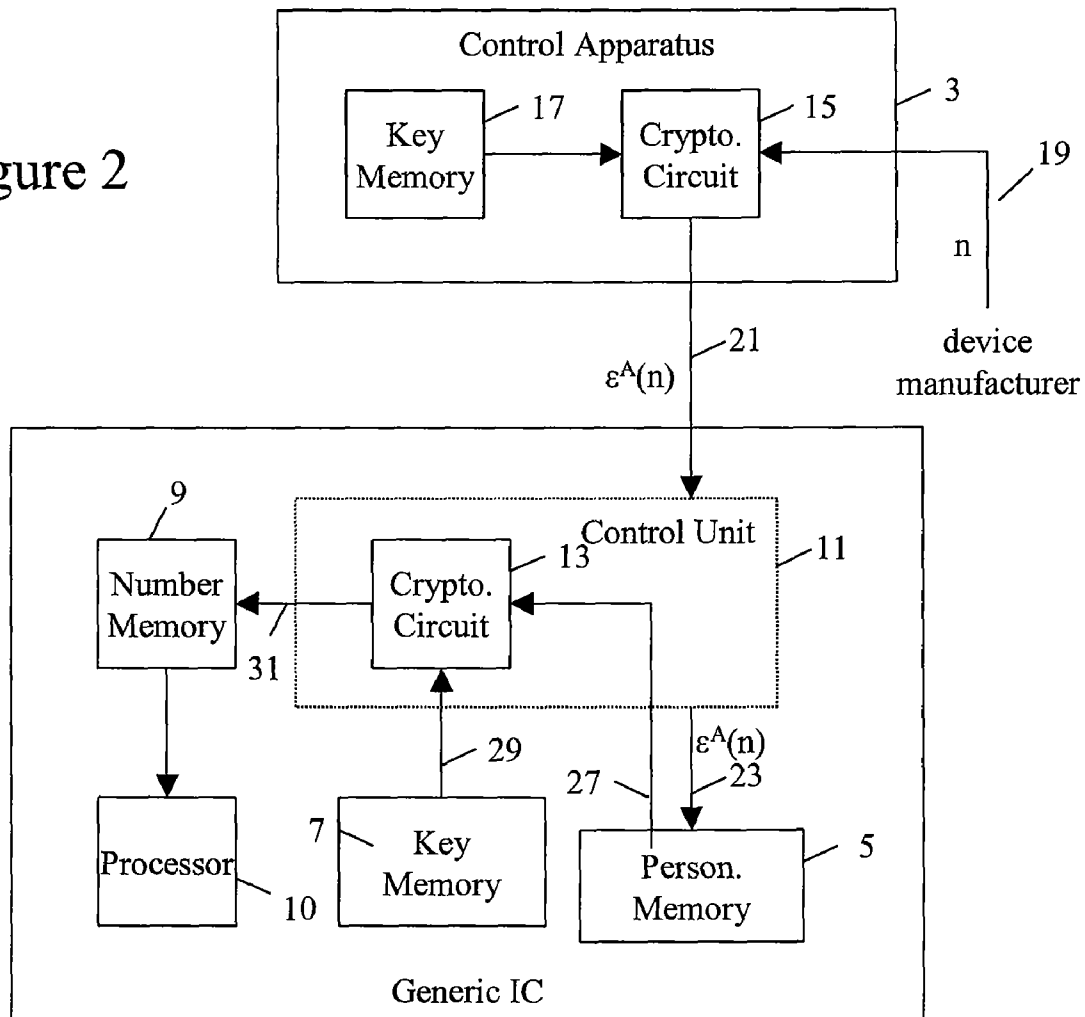 Control Apparatus
3
17
15
Key
Memory
Crypto.
Circuit
gure 2
19
n
device
manufacturer
21
εᴬ(n)
9
Control Unit
11
13
Number
Memory
Crypto.
Circuit
31
29
εᴬ(n)
27
23
7
Key
Memory
5
Person.
Memory
Processor
10
Generic IC